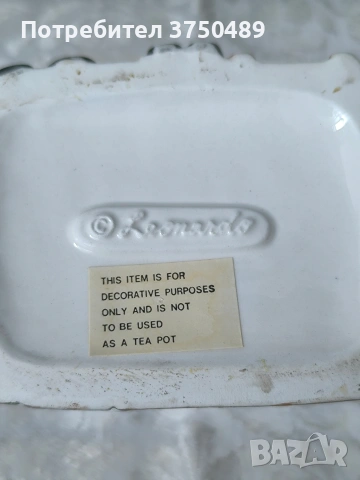 Потребител 3750489
© Leonardo
THIS ITEM IS FOR
DECORATIVE PURPOSES
ONLY AND IS NOT
TO BE USED
AS A TEA POT
BAZAR